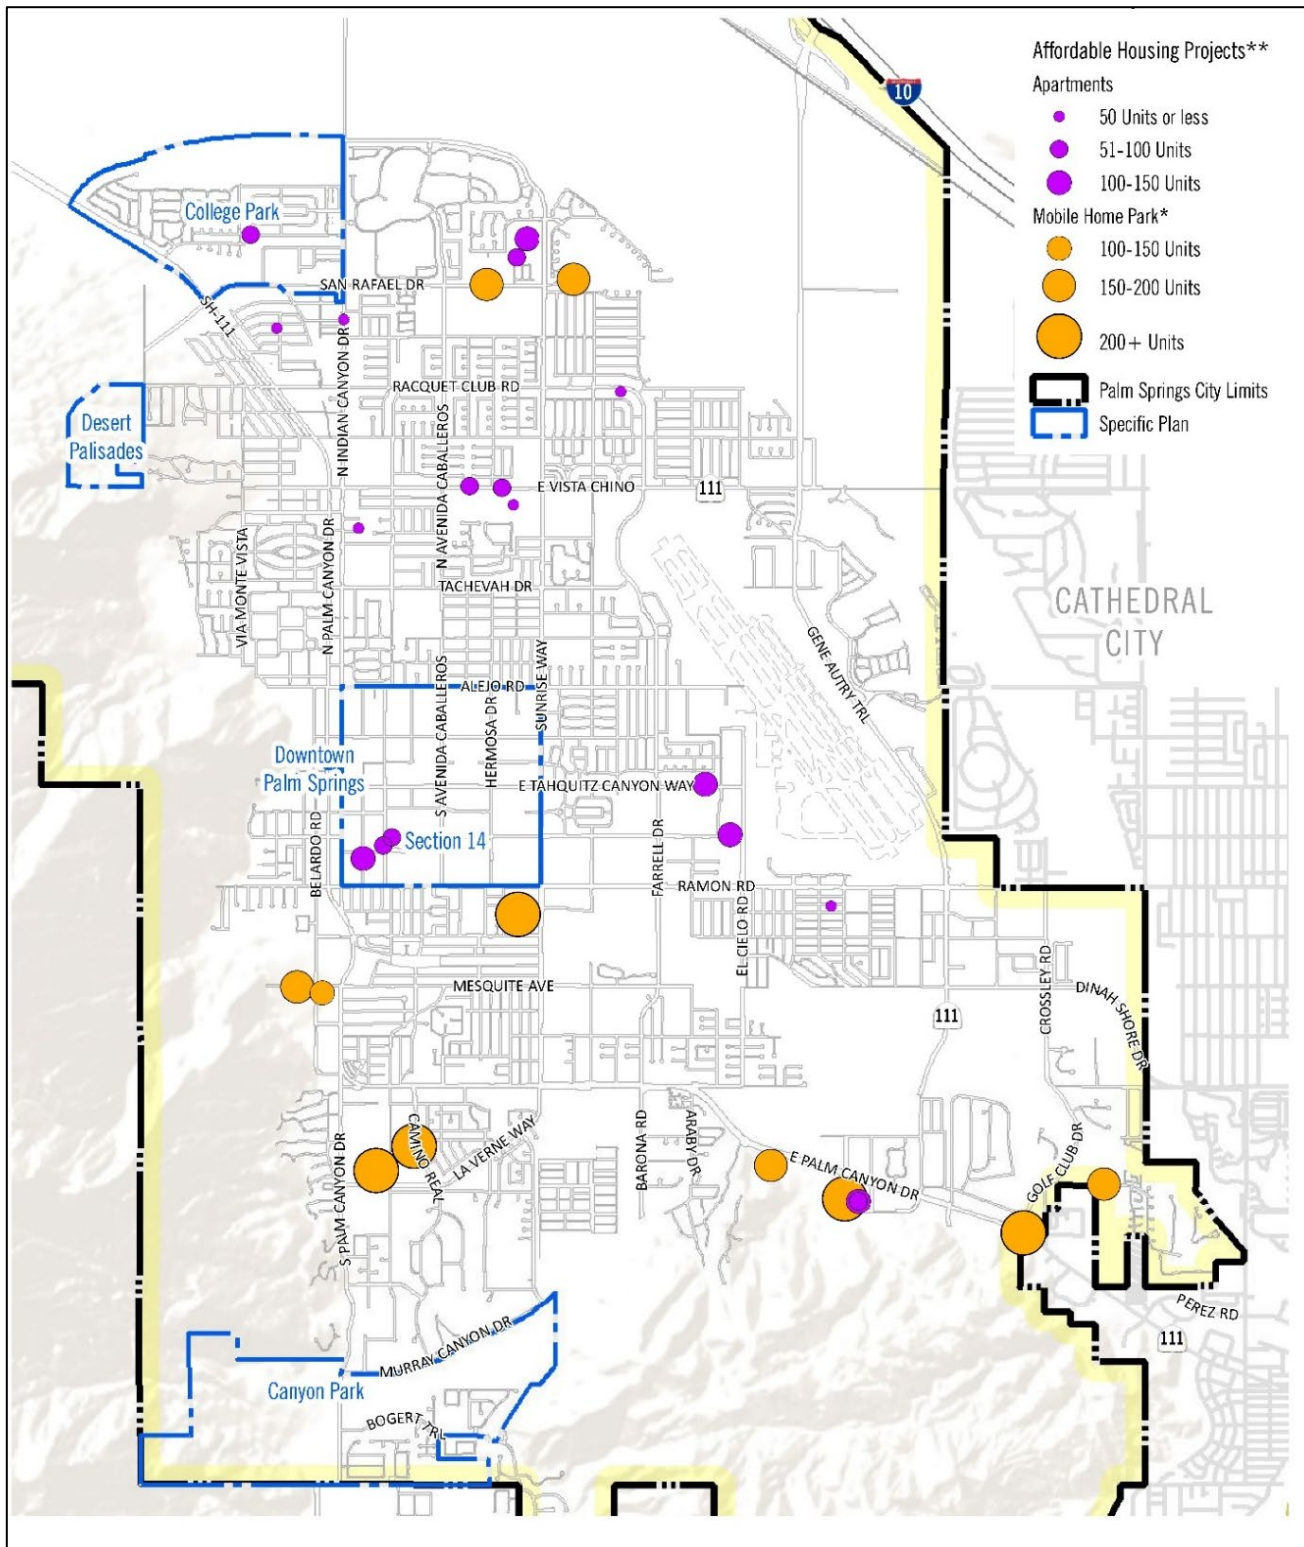 Affordable Housing Projects**
Apartments
50 Units or less
51-100 Units
100-150 Units
Mobile Home Park*
100-150 Units
150-200 Units
200+ Units
Palm Springs City Limits
Specific Plan
10
College Park
SAN RAFAEL DR
SH-111
N INDIAN CANYON DR
RACQUET CLUB RD
Desert
Palisades
N AVENIDA CABALLEROS
E VISTA CHINO
111
VIA MONTE VISTA
N PALM CANYON DR
TACHEVAH DR
CATHEDRAL
CITY
GENE AUTRY TRL
SUNRISE WAY
ALEJO RD
S AVENIDA CABALLEROS
HERMOSA DR
Downtown
Palm Springs
E TAHQUITZ CANYON WAY
BELARDO RD
Section 14
FARRELL DR
RAMON RD
EL CIELO RD
CROSSLEY RD
MESQUITE AVE
DINAH SHORE DR
111
S PALM CANYON DR
CAMINO REAL
LA VERNE WAY
BARONA RD
ARABY DR
E PALM CANYON DR
GOLF CLUB DR
PEREZ RD
111
MURRAY CANYON DR
Canyon Park
BOGERT TRL